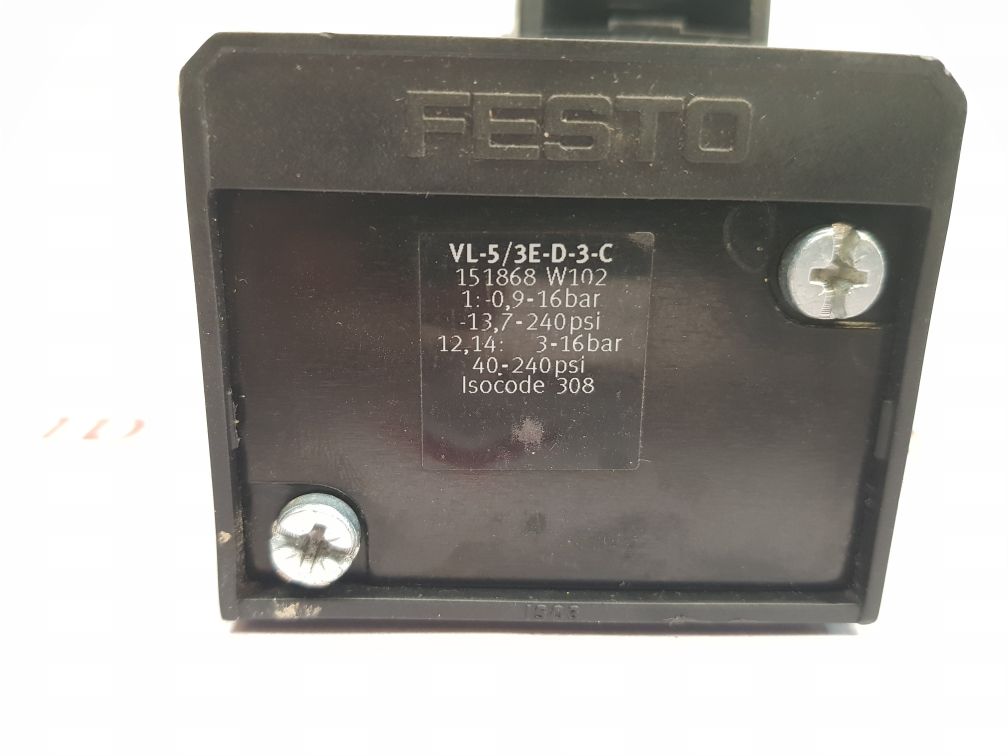 FESTO
VL-5/3E-D-3-C
151868 W102
1: -0,9-16bar
-13,7-240psi
12,14: 3-16bar
40-240psi
Isocode 308